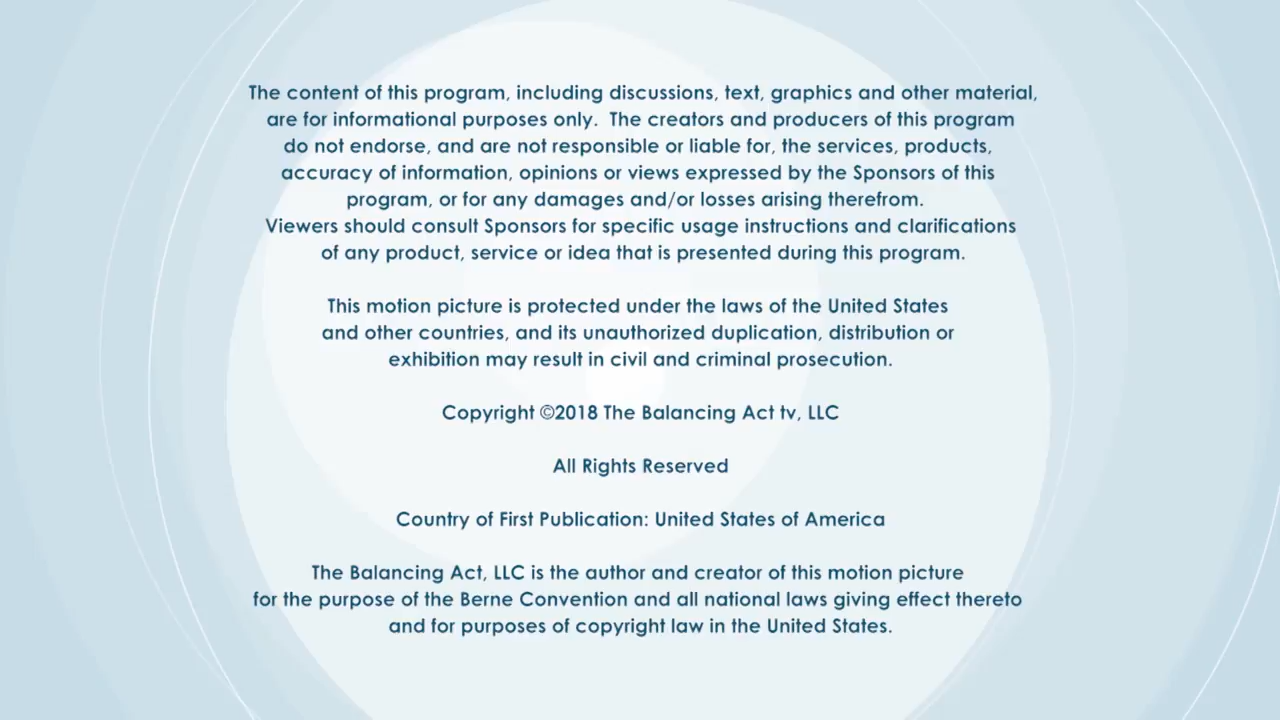 The content of this program, including discussions, text, graphics and other material,
are for informational purposes only.  The creators and producers of this program
do not endorse, and are not responsible or liable for, the services, products,
accuracy of information, opinions or views expressed by the Sponsors of this
program, or for any damages and/or losses arising therefrom.
Viewers should consult Sponsors for specific usage instructions and clarifications
of any product, service or idea that is presented during this program.
This motion picture is protected under the laws of the United States
and other countries, and its unauthorized duplication, distribution or
exhibition may result in civil and criminal prosecution.
Copyright ©2018 The Balancing Act tv, LLC
All Rights Reserved
Country of First Publication: United States of America
The Balancing Act, LLC is the author and creator of this motion picture
for the purpose of the Berne Convention and all national laws giving effect thereto
and for purposes of copyright law in the United States.